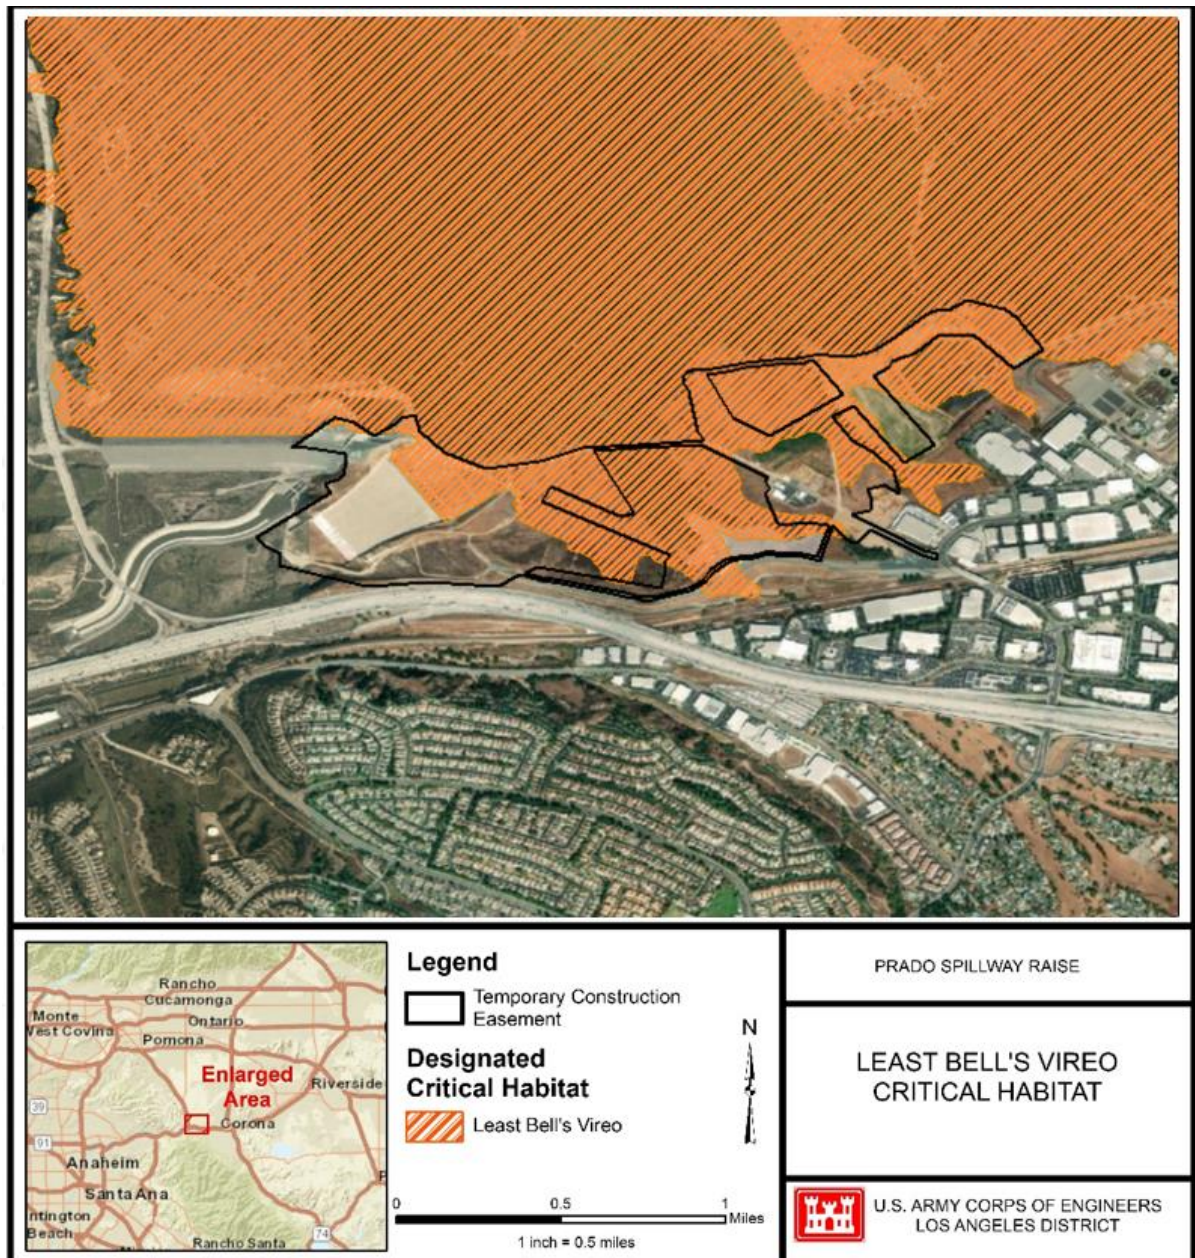 Rancho
Cucamonga
Monte
West Covina
Ontario
Pomona
Enlarged
Area
Riverside
39
Corona
91
Anaheim
Santa Ana
Beach
74
Rancho Santa
Legend
Temporary Construction
Easement
Designated
Critical Habitat
Least Bell's Vireo
N
0 0.5 1
Miles
1 inch = 0.5 miles
PRADO SPILLWAY RAISE
LEAST BELL'S VIREO
CRITICAL HABITAT
U.S. ARMY CORPS OF ENGINEERS
LOS ANGELES DISTRICT